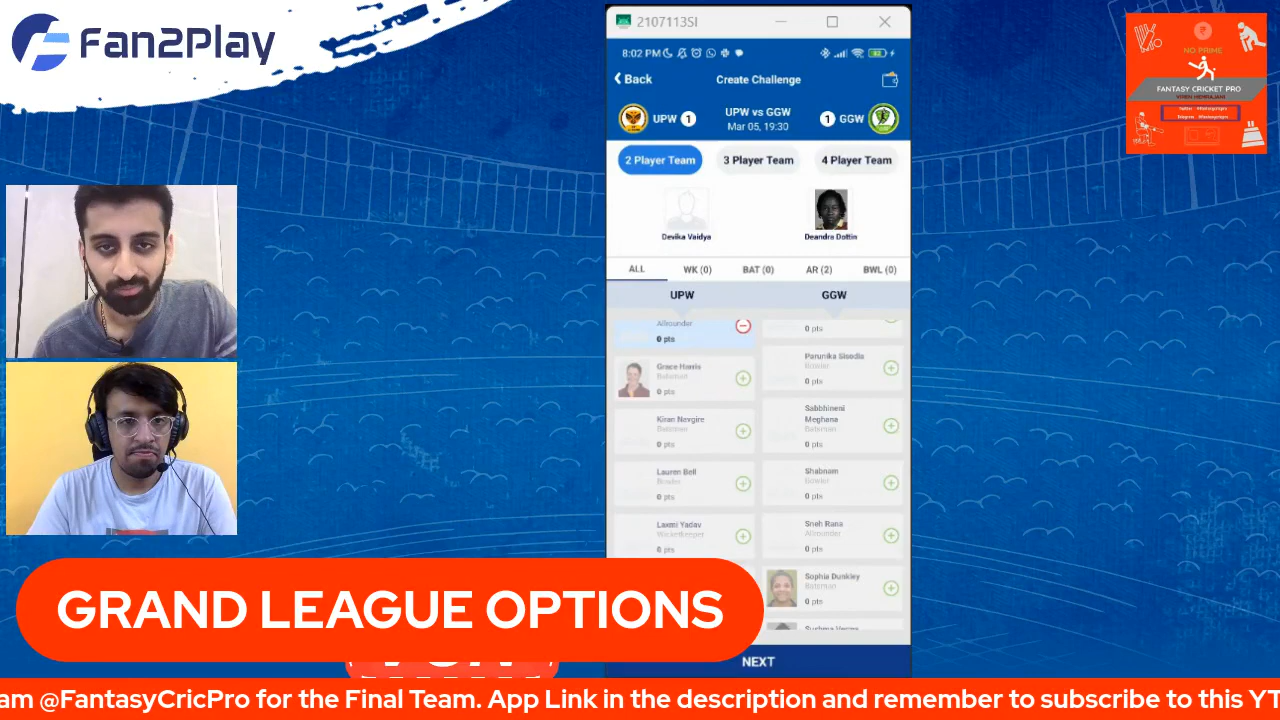 Fan2Play
2107113SI
8:02 PM
Back
Create Challenge
UPW 1
UPW vs GGW
Mar 05, 19:30
1 GGW
2 Player Team
3 Player Team
4 Player Team
Devika Vaidya
Deandra Dottin
ALL
WK (0)
BAT (0)
AR (2)
BWL (0)
UPW
GGW
Allrounder
0 pts
0 pts
Grace Harris
Batsman
0 pts
Parunika Sisodia
Bowler
0 pts
Kiran Navgire
Batsman
0 pts
Sabbhineni
Meghana
Batsman
0 pts
Lauren Bell
Bowler
0 pts
Shabnam
Bowler
0 pts
Laxmi Yadav
Wicketkeeper
0 pts
Sneh Rana
Allrounder
0 pts
Sophia Dunkley
Batsman
0 pts
NEXT
NO PRIME
FANTASY CRICKET PRO
VIREN HEMRAJANI
GRAND LEAGUE OPTIONS
am @FantasyCricPro for the Final Team. App Link in the description and remember to subscribe to this YT